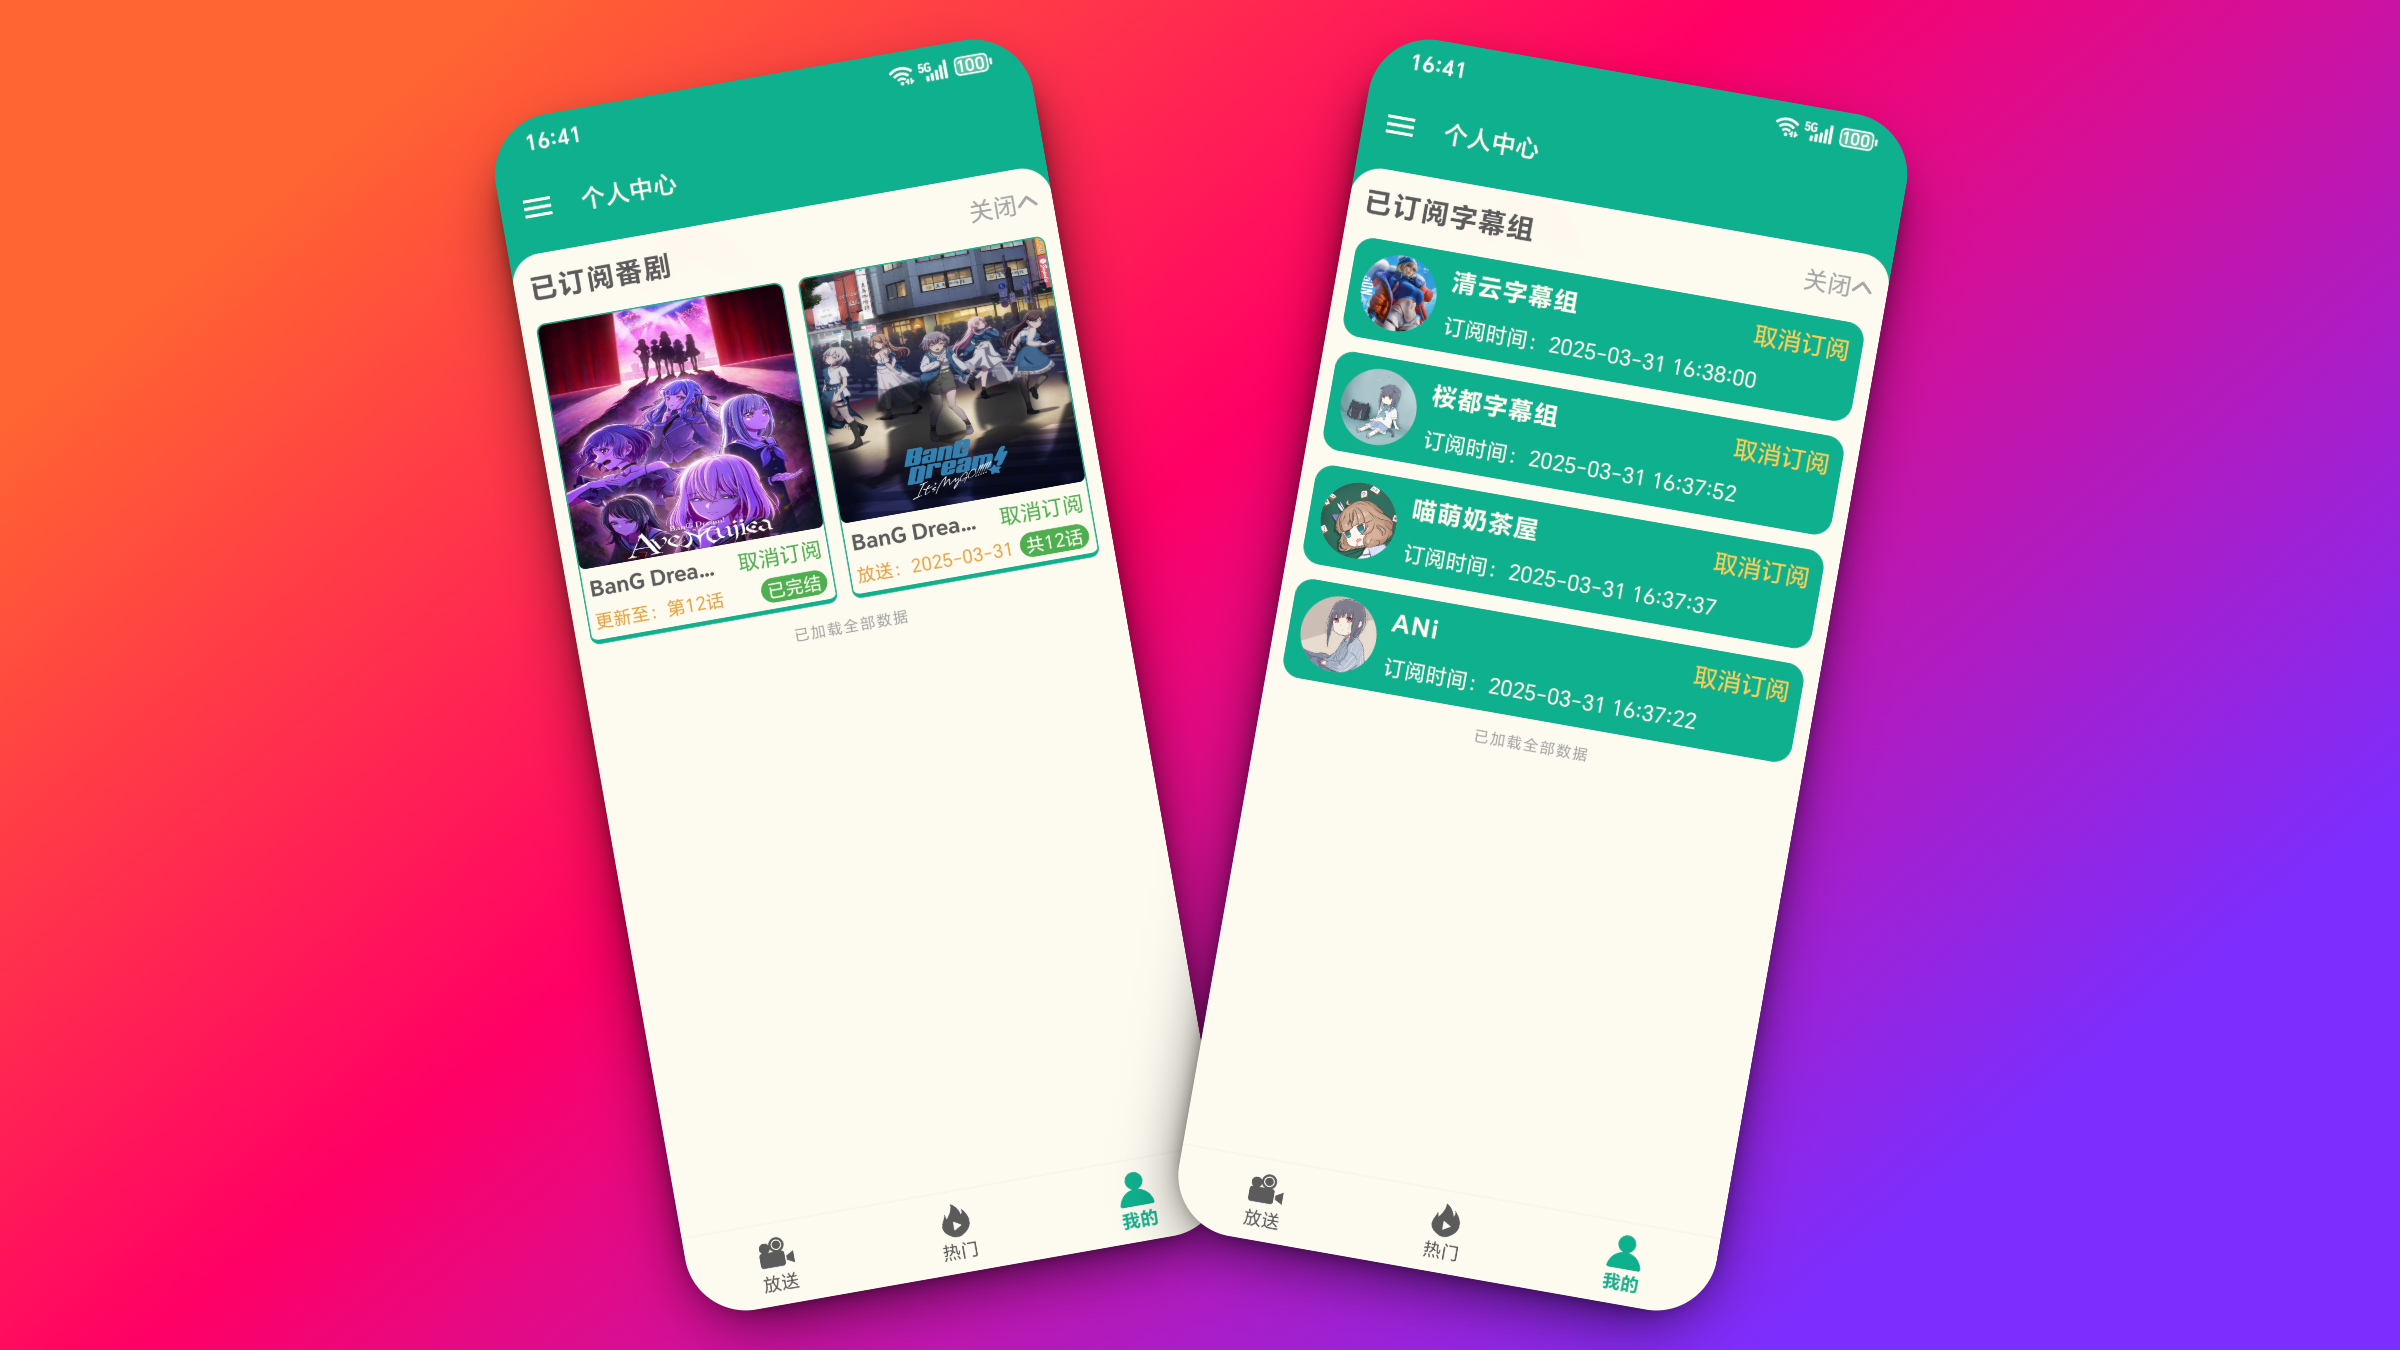 16:41
5G
100
个人中心
关闭
已订阅番剧
BanG Dream!
Ave Mujica
BanG Drea...
取消订阅
更新至：第12话
已完结
BanG
Dream!
It's MyGO!!!!!
BanG Drea...
取消订阅
放送：2025-03-31
共12话
已加载全部数据
放送
热门
我的
16:41
5G
100
个人中心
已订阅字幕组
关闭
清云字幕组
订阅时间：2025-03-31 16:38:00
取消订阅
桜都字幕组
订阅时间：2025-03-31 16:37:52
取消订阅
喵萌奶茶屋
订阅时间：2025-03-31 16:37:37
取消订阅
ANi
订阅时间：2025-03-31 16:37:22
取消订阅
已加载全部数据
放送
热门
我的